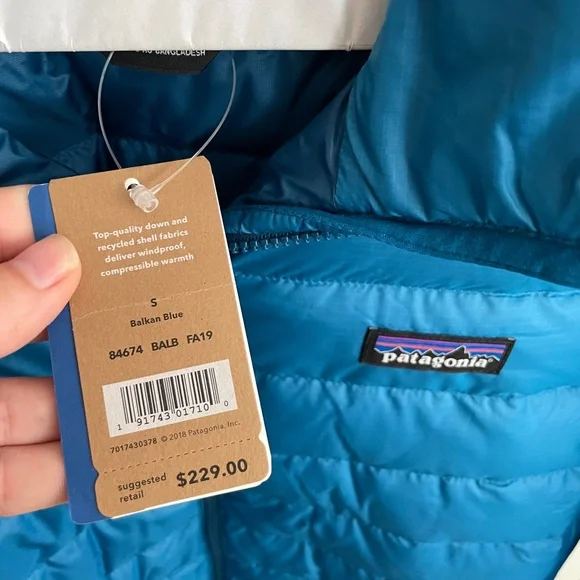 BANGLADESH
Top-quality down and
recycled shell fabrics
deliver windproof,
compressible warmth
S
Balkan Blue
84674 BALB FA19
1 91743 01710 0
7017430378 © 2018 Patagonia, Inc.
suggested
retail
$229.00
patagonia